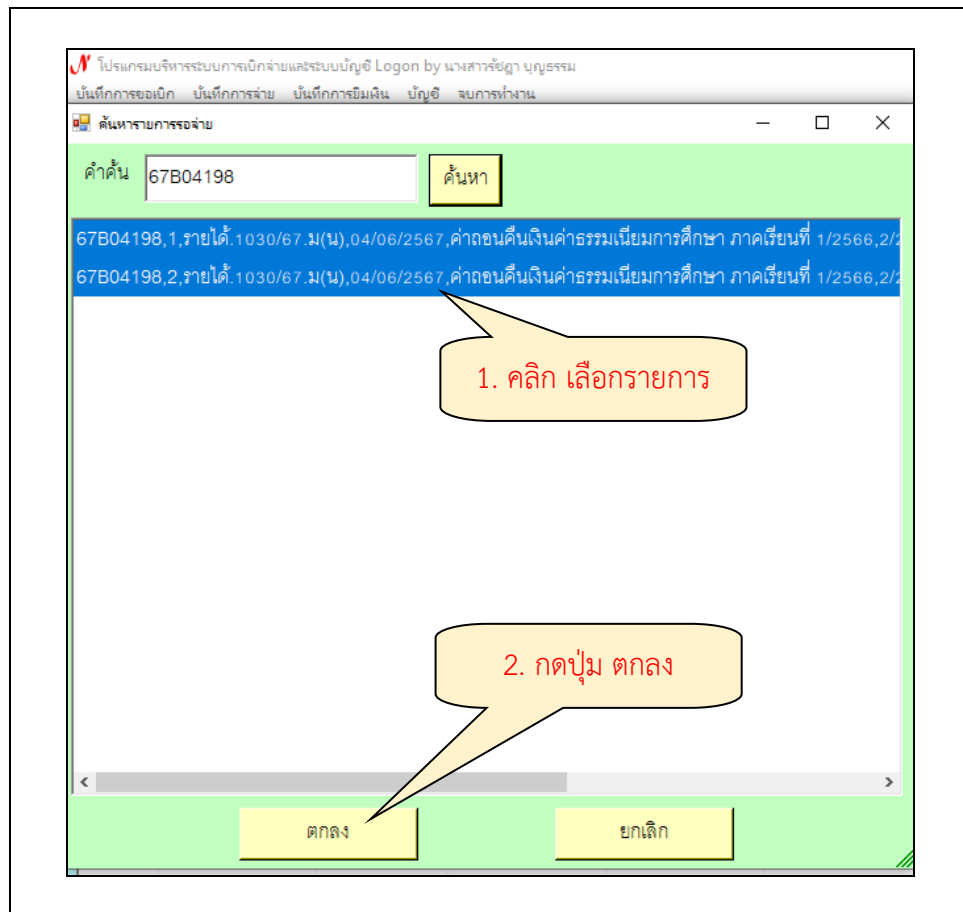 โปรแกรมบริหารระบบการเบิกจ่ายและระบบบัญชี Logon by นางสาวรัชฎา บุญธรรม
บันทึกการขอเบิก บันทึกการจ่าย บันทึกการยืมเงิน บัญชี จบการทำงาน
ค้นหารายการรอจ่าย
คำค้น 67B04198 ค้นหา
67B04198,1,รายได้.1030/67.ม(น),04/06/2567,ค่าถอนคืนเงินค่าธรรมเนียมการศึกษา ภาคเรียนที่ 1/2566,2/2
67B04198,2,รายได้.1030/67.ม(น),04/06/2567,ค่าถอนคืนเงินค่าธรรมเนียมการศึกษา ภาคเรียนที่ 1/2566,2/2
1. คลิก เลือกรายการ
2. กดปุ่ม ตกลง
ตกลง ยกเลิก